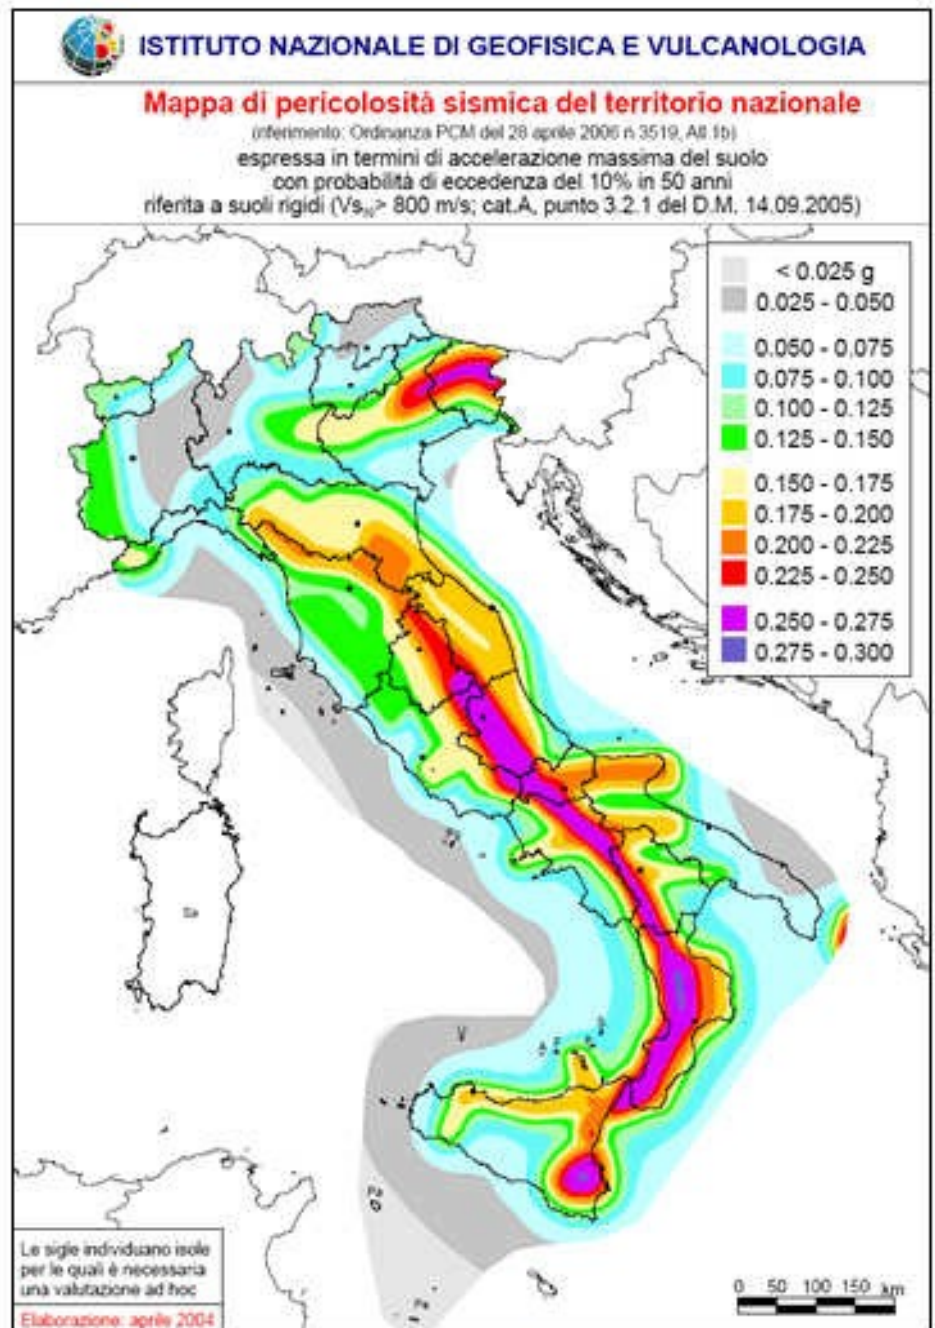 ISTITUTO NAZIONALE DI GEOFISICA E VULCANOLOGIA
Mappa di pericolosità sismica del territorio nazionale
(riferimento: Ordinanza PCM del 28 aprile 2006 n.3519, All.1b)
espressa in termini di accelerazione massima del suolo
con probabilità di eccedenza del 10% in 50 anni
riferita a suoli rigidi (Vs₃₀> 800 m/s; cat.A, punto 3.2.1 del D.M. 14.09.2005)
< 0.025 g
0.025 - 0.050
0.050 - 0.075
0.075 - 0.100
0.100 - 0.125
0.125 - 0.150
0.150 - 0.175
0.175 - 0.200
0.200 - 0.225
0.225 - 0.250
0.250 - 0.275
0.275 - 0.300
Sa
Pa
Pe
Le sigle individuano isole
per le quali è necessaria
una valutazione ad hoc
Elaborazione: aprile 2004
0 50 100 150 km